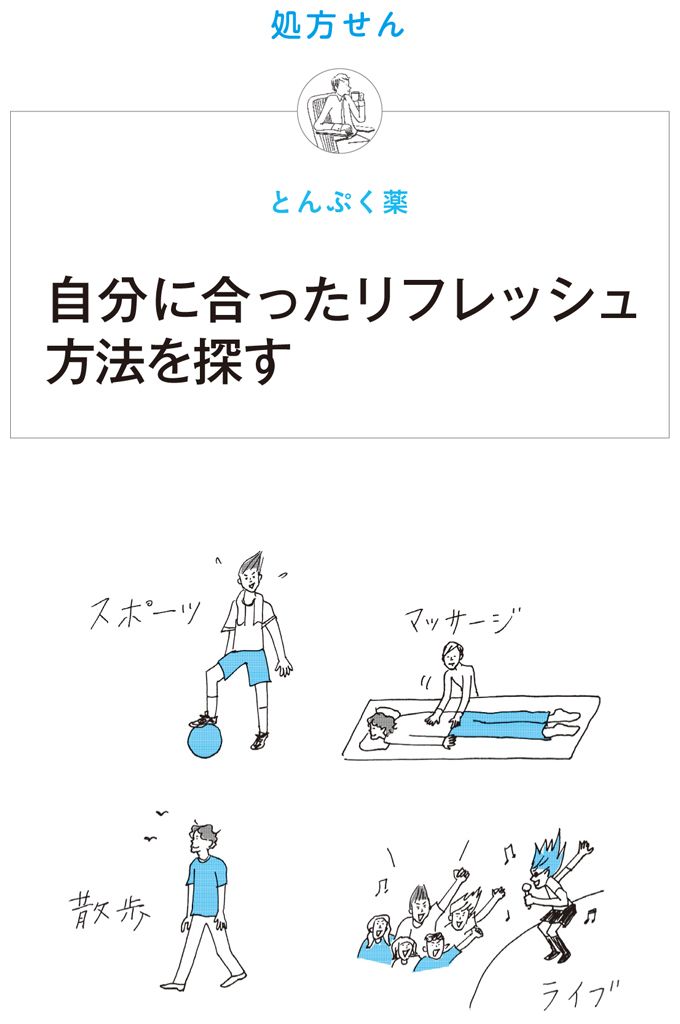 処方せん
とんぷく薬
自分に合ったリフレッシュ
方法を探す
スポーツ
マッサージ
散歩
ライブ